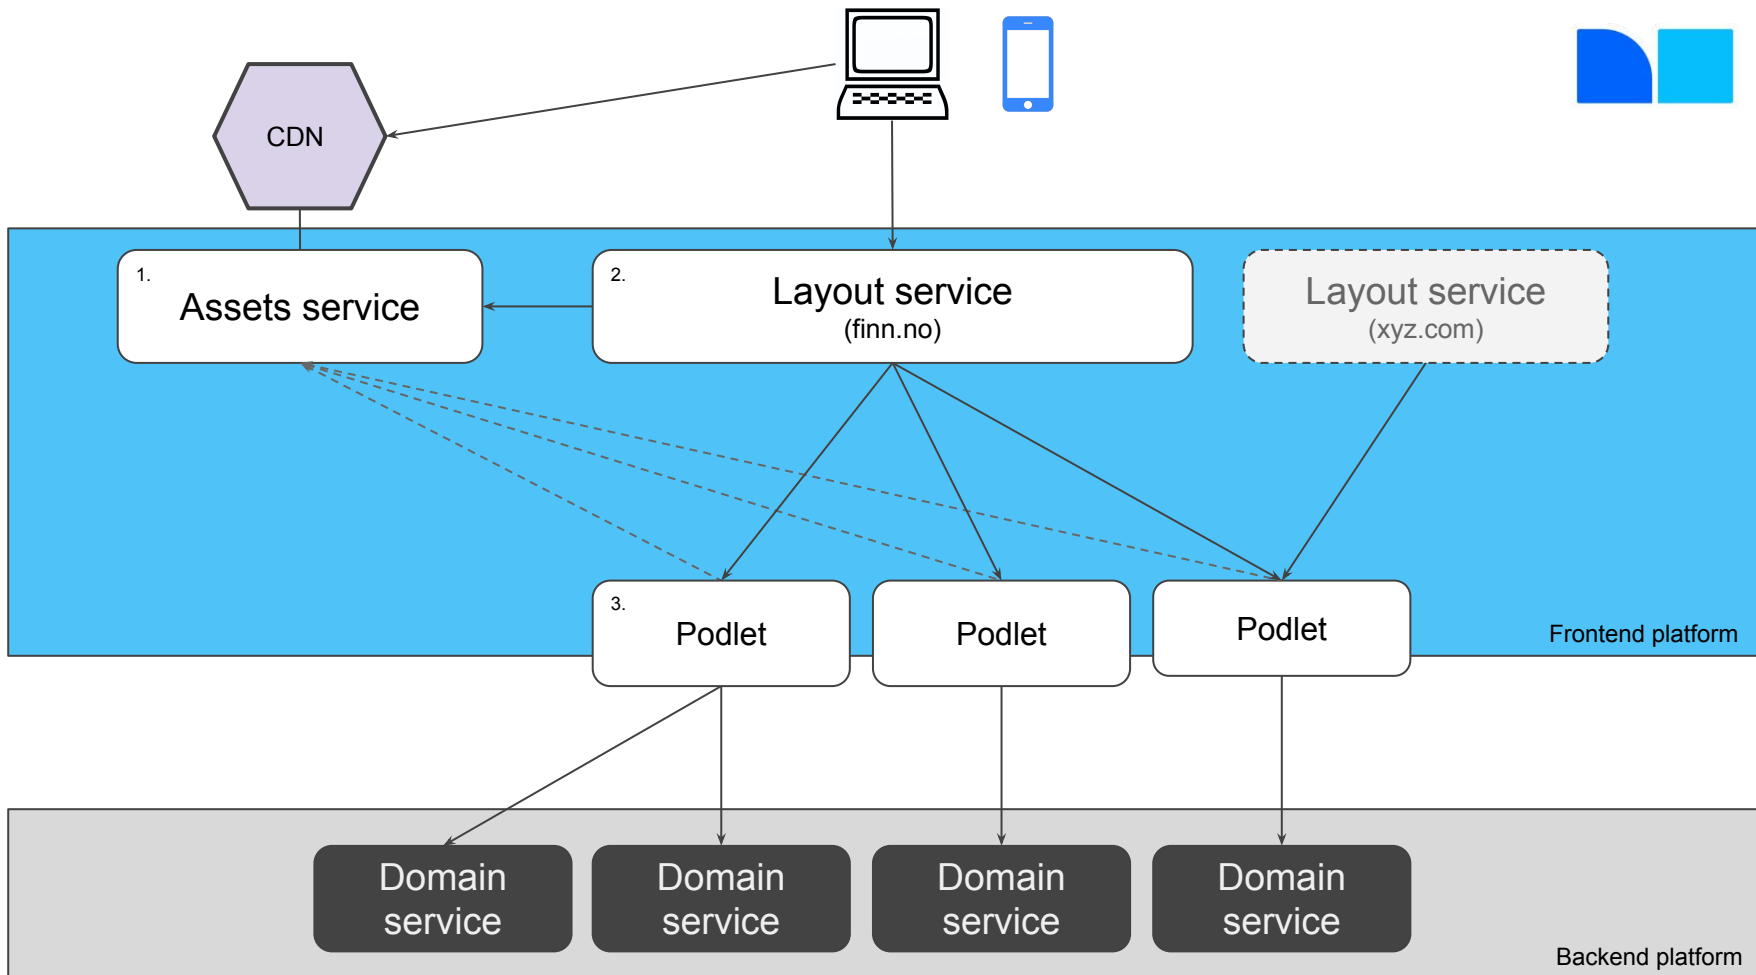 CDN
1.
Assets service
2.
Layout service
(finn.no)
Layout service
(xyz.com)
3.
Podlet
Podlet
Podlet
Frontend platform
Domain
service
Domain
service
Domain
service
Domain
service
Backend platform